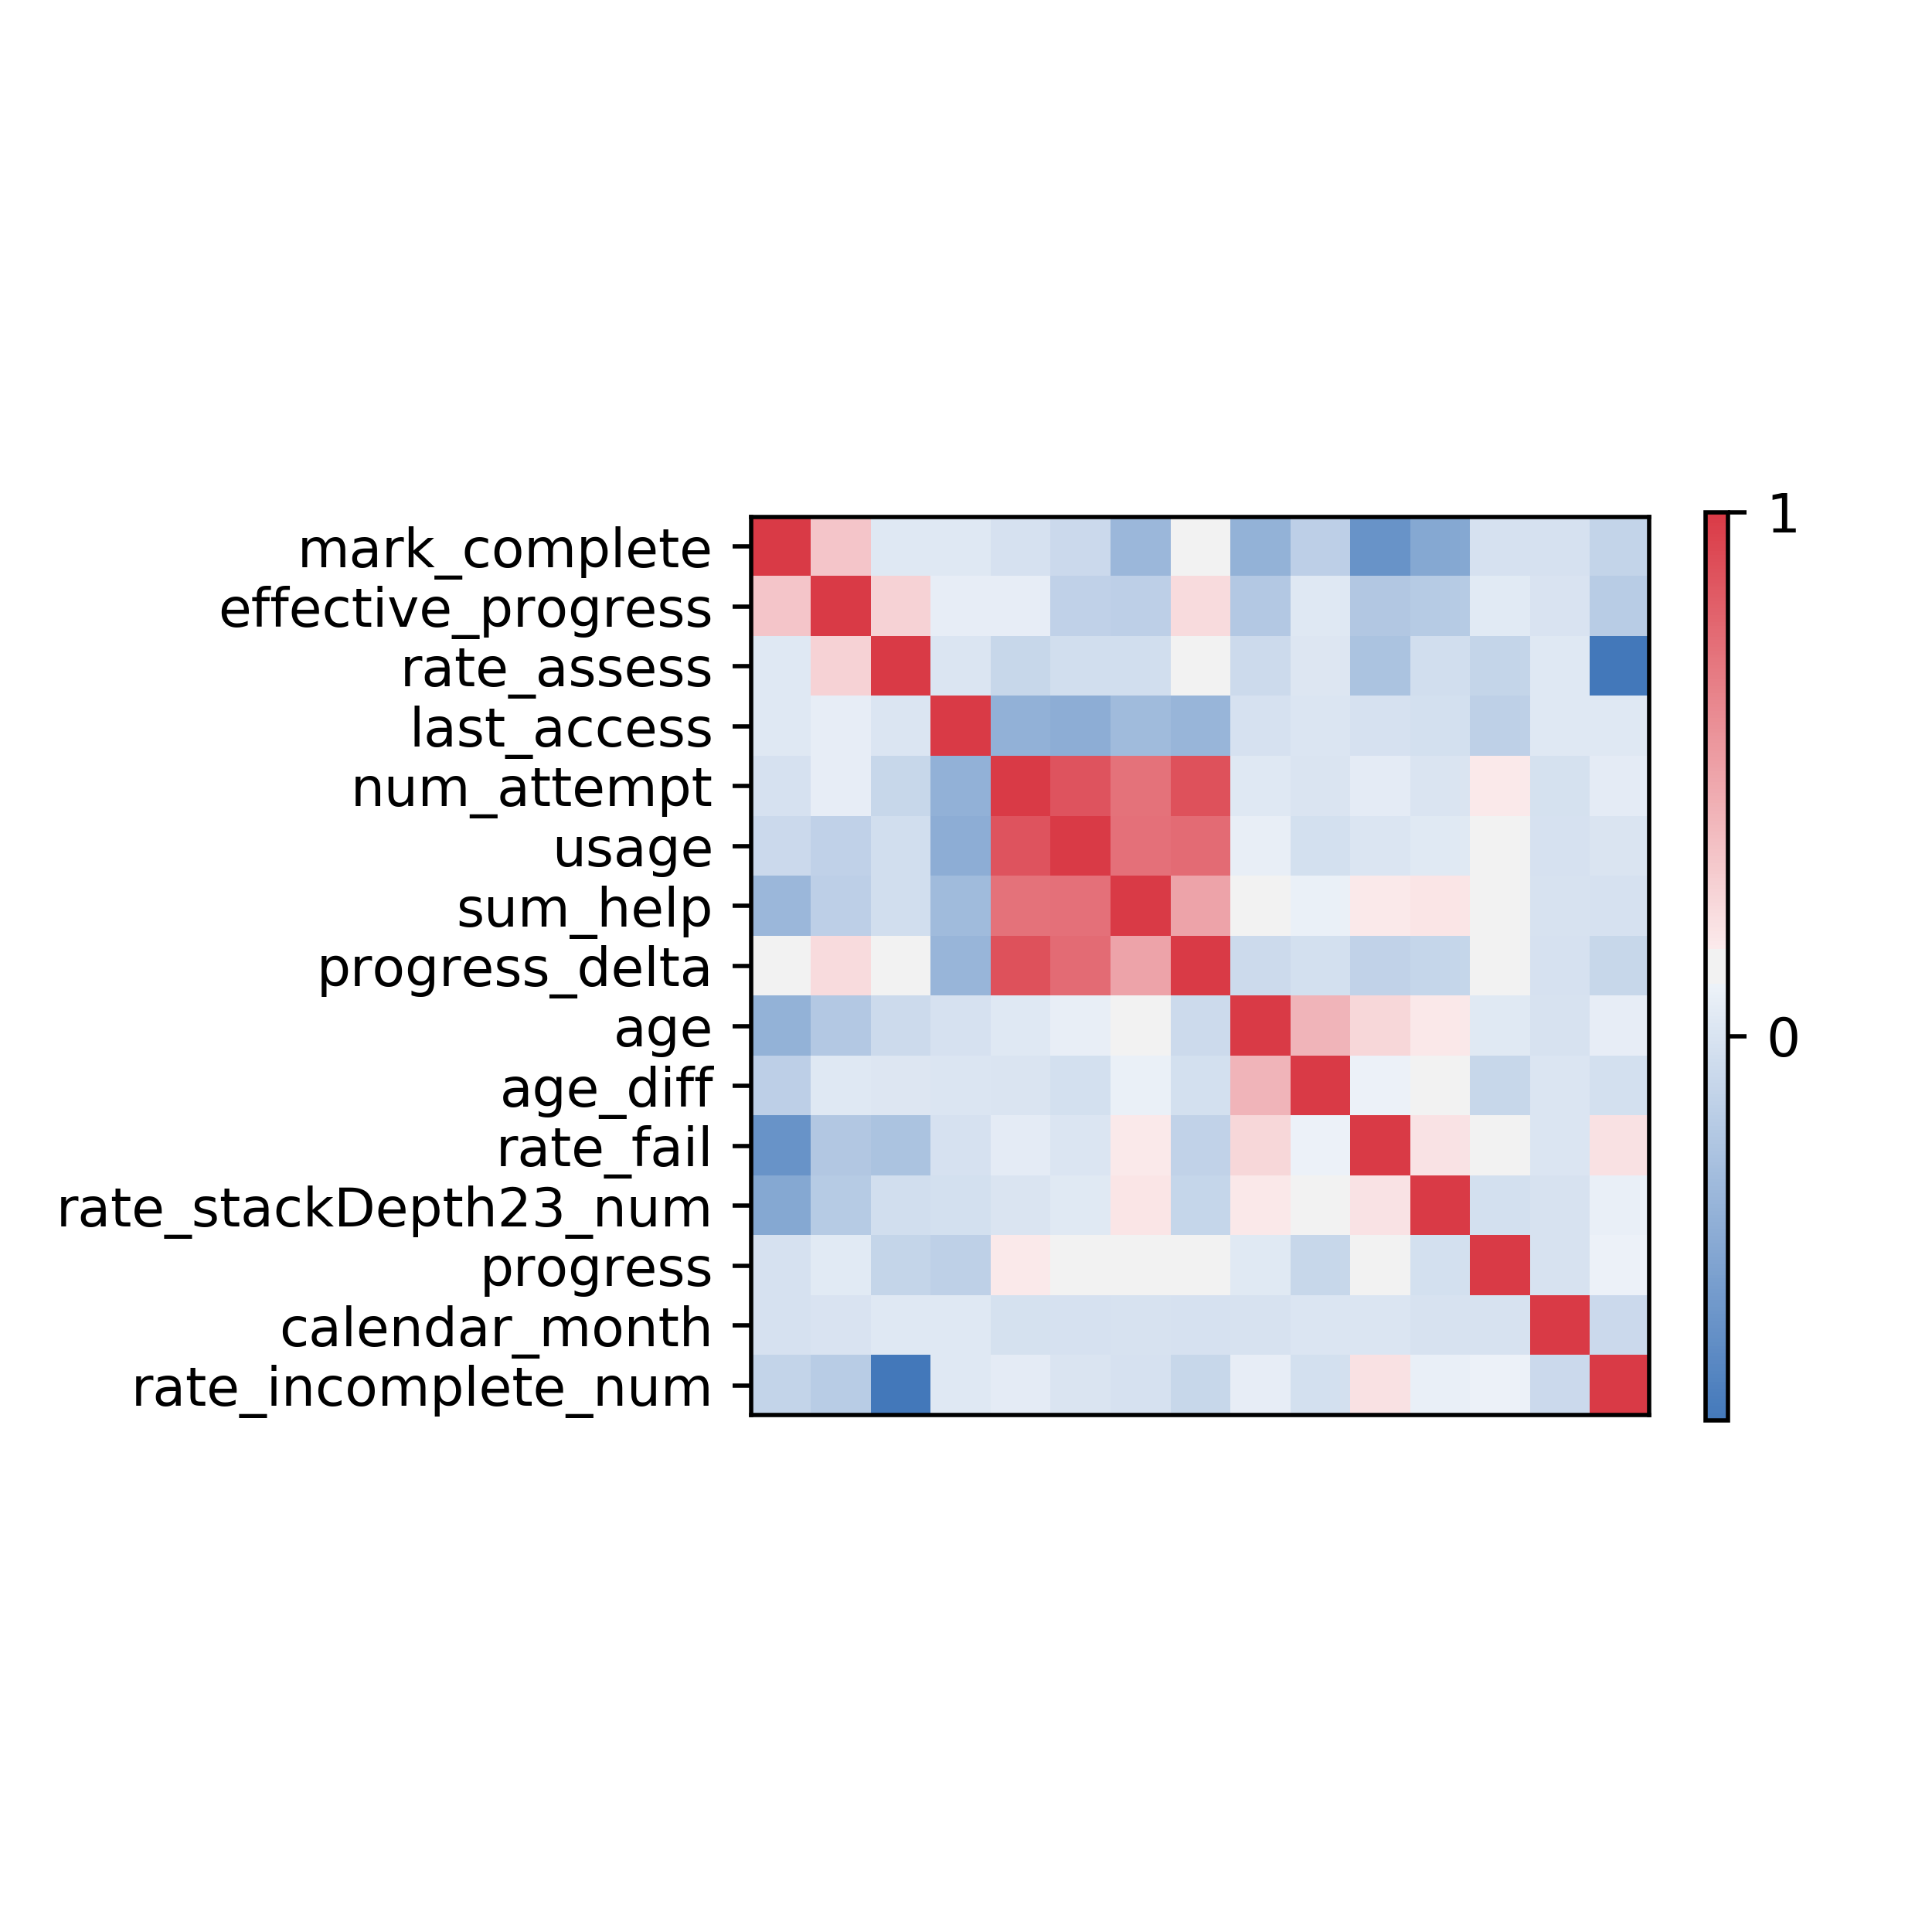 mark_complete
effective_progress
rate_assess
last_access
num_attempt
usage
sum_help
progress_delta
age
age_diff
rate_fail
rate_stackDepth23_num
progress
calendar_month
rate_incomplete_num
1
0